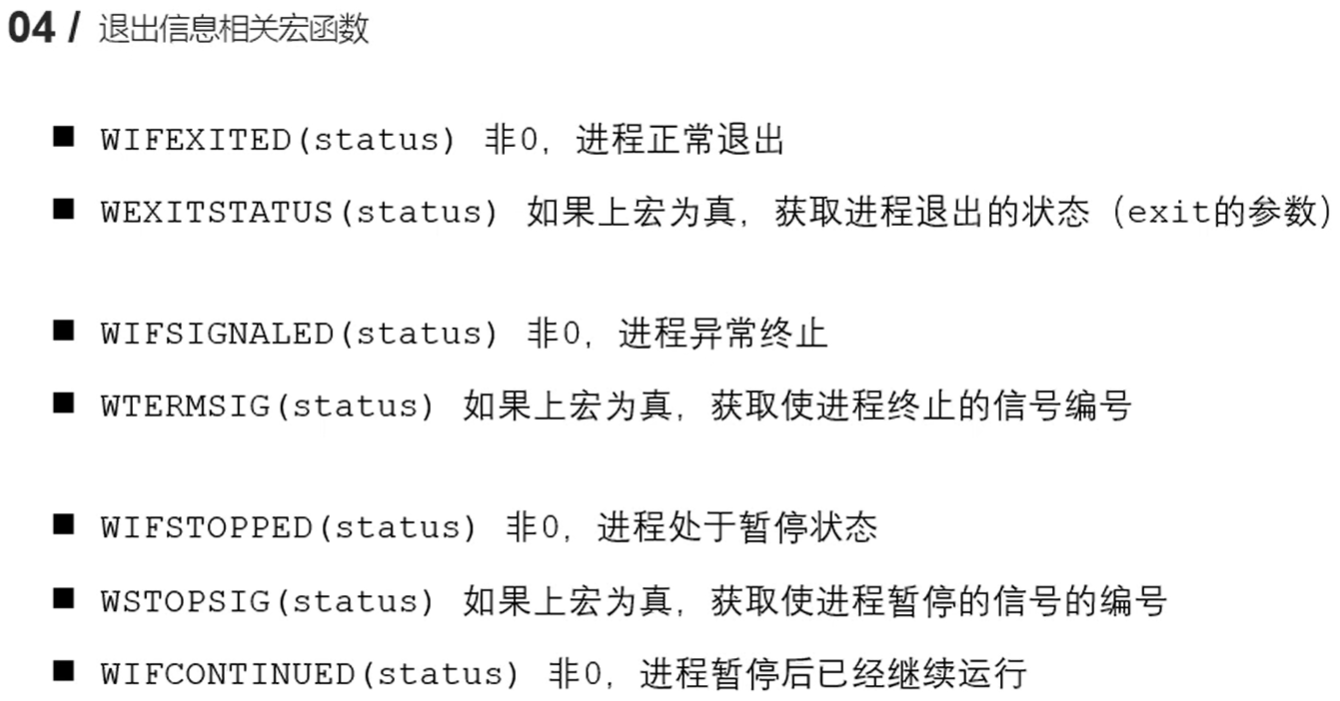 04 / 退出信息相关宏函数
■ WIFEXITED(status) 非0，进程正常退出
■ WEXITSTATUS(status) 如果上宏为真，获取进程退出的状态（exit的参数）
■ WIFSIGNALED(status) 非0，进程异常终止
■ WTERMSIG(status) 如果上宏为真，获取使进程终止的信号编号
■ WIFSTOPPED(status) 非0，进程处于暂停状态
■ WSTOPSIG(status) 如果上宏为真，获取使进程暂停的信号的编号
■ WIFCONTINUED(status) 非0，进程暂停后已经继续运行